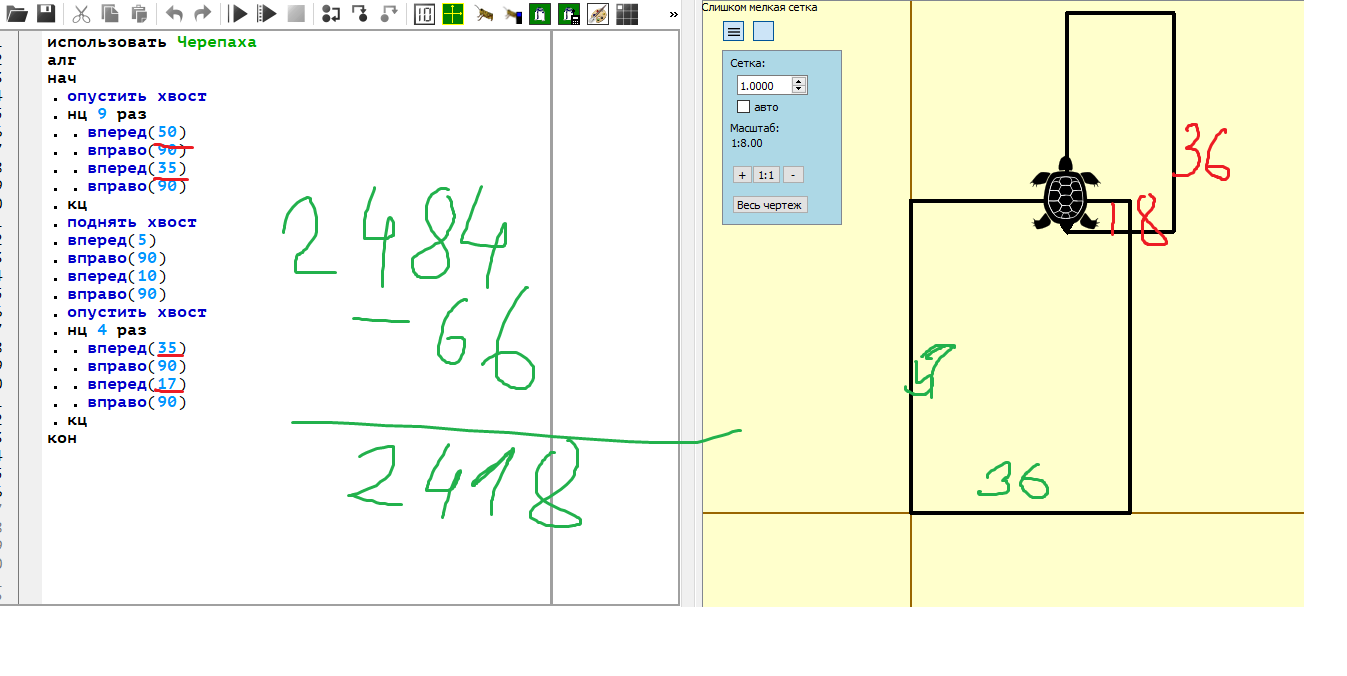 Слишком мелкая сетка
»
использовать Черепаха
алг
нач
. опустить хвост
. нц 9 раз
. . вперед(50)
. . вправо(90)
. . вперед(35)
. . вправо(90)
. кц
. поднять хвост
. вперед(5)
. вправо(90)
. вперед(10)
. вправо(90)
. опустить хвост
. нц 4 раз
. . вперед(35)
. . вправо(90)
. . вперед(17)
. . вправо(90)
. кц
кон
2484
– 66
2418
Сетка:
1.0000
авто
Масштаб:
1:8.00
+ 1:1 -
Весь чертеж
36
18
36